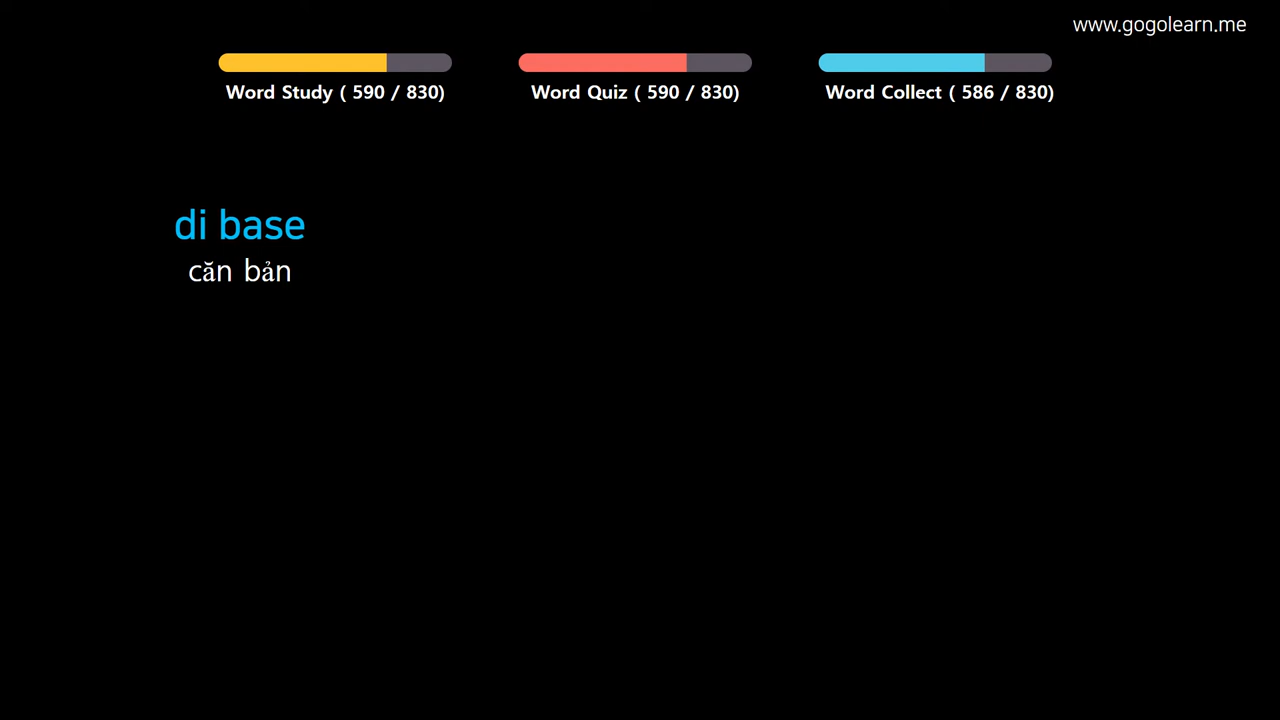 www.gogolearn.me
Word Study ( 590 / 830)
Word Quiz ( 590 / 830)
Word Collect ( 586 / 830)
di base
căn bản